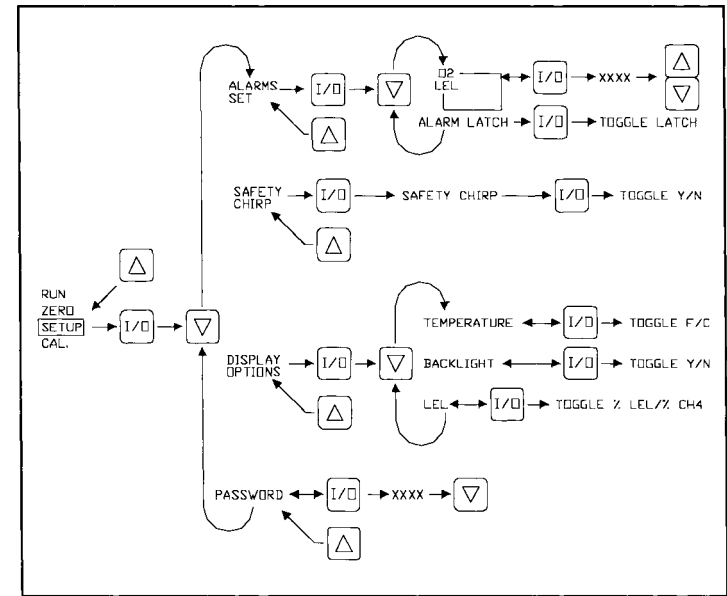 ALARMS
SET
I/O
O2
LEL
I/O
XXXX
ALARM LATCH
I/O
TOGGLE LATCH
SAFETY
CHIRP
I/O
SAFETY CHIRP
I/O
TOGGLE Y/N
RUN
ZERO
SETUP
CAL.
I/O
DISPLAY
OPTIONS
I/O
TEMPERATURE
I/O
TOGGLE F/C
BACKLIGHT
I/O
TOGGLE Y/N
LEL
I/O
TOGGLE % LEL/% CH4
PASSWORD
I/O
XXXX